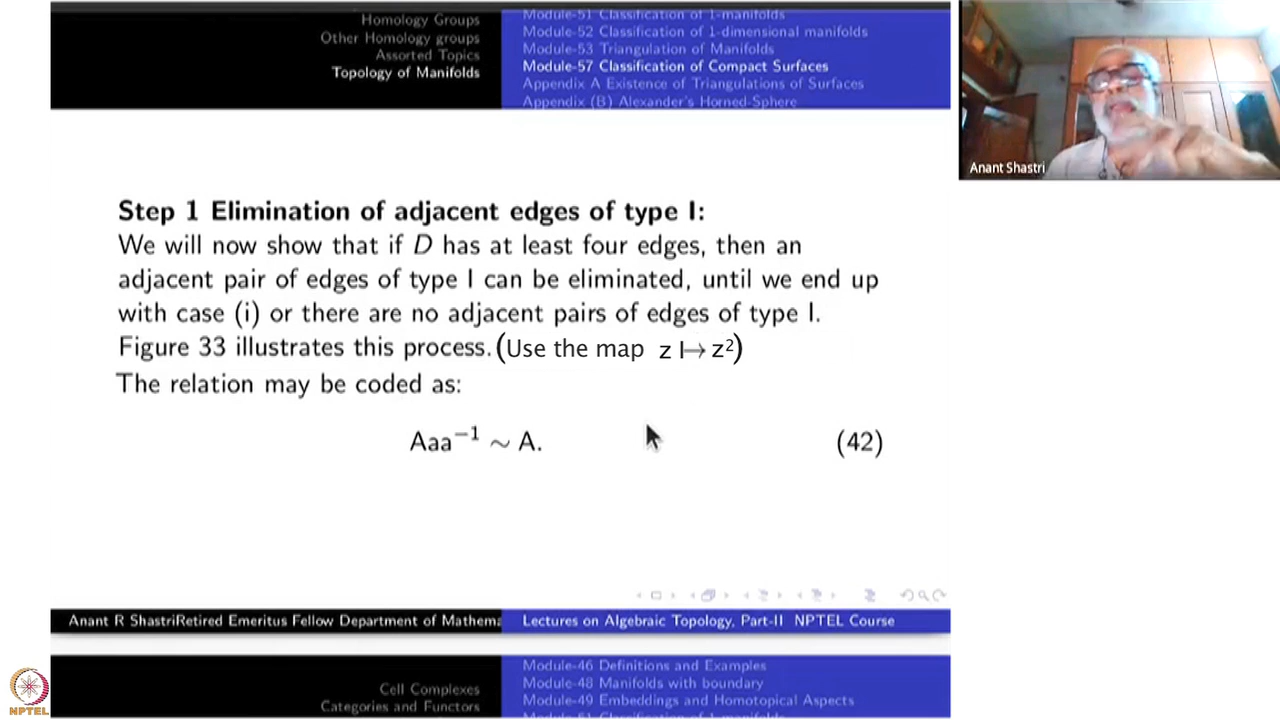 Homology Groups
Other Homology groups
Assorted Topics
Topology of Manifolds
Module-51 Classification of 1-manifolds
Module-52 Classification of 1-dimensional manifolds
Module-53 Triangulation of Manifolds
Module-57 Classification of Compact Surfaces
Appendix A Existence of Triangulations of Surfaces
Appendix (B) Alexander's Horned-Sphere
Anant Shastri
Step 1 Elimination of adjacent edges of type I:
We will now show that if D has at least four edges, then an
adjacent pair of edges of type I can be eliminated, until we end up
with case (i) or there are no adjacent pairs of edges of type I.
Figure 33 illustrates this process. (Use the map z ↦ z²)
The relation may be coded as:
Aaa⁻¹ ∼ A. (42)
Anant R ShastriRetired Emeritus Fellow Department of Mathema
Lectures on Algebraic Topology, Part-II NPTEL Course
Cell Complexes
Categories and Functors
Module-46 Definitions and Examples
Module-48 Manifolds with boundary
Module-49 Embeddings and Homotopical Aspects
Module-51 Classification of 1-manifolds
NPTEL